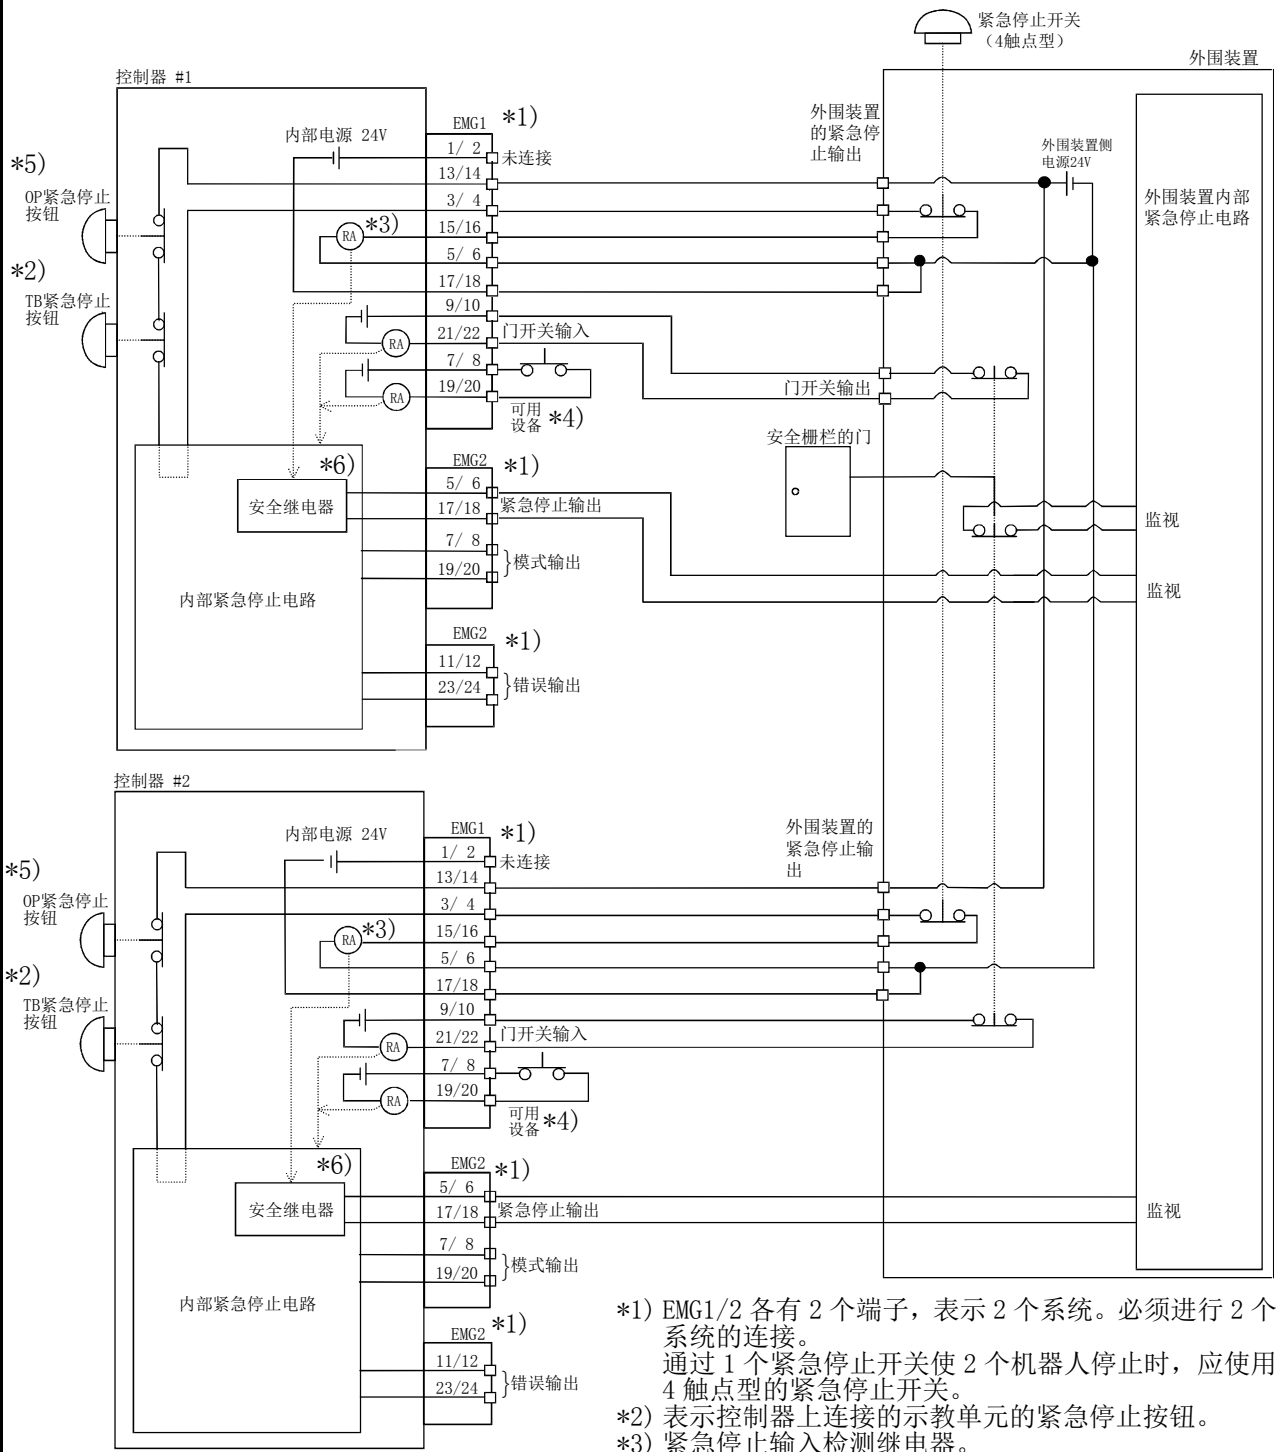 紧急停止开关
（4触点型）
外围装置
控制器 #1
外围装置
的紧急停
止输出
EMG1
*1)
内部电源 24V
1/ 2
未连接
外围装置侧
电源24V
*5)
13/14
OP紧急停止
按钮
3/ 4
外围装置内部
紧急停止电路
RA
*3)
15/16
5/ 6
*2)
17/18
TB紧急停止
按钮
9/10
RA
21/22
门开关输入
7/ 8
19/20
RA
门开关输出
可用
设备
*4)
安全栅栏的门
EMG2
*1)
*6)
5/ 6
安全继电器
17/18
紧急停止输出
监视
7/ 8
19/20
}模式输出
内部紧急停止电路
监视
EMG2
*1)
11/12
23/24
}错误输出
控制器 #2
外围装置的
紧急停止输
出
内部电源 24V
EMG1
*1)
1/ 2
未连接
*5)
13/14
OP紧急停止
按钮
3/ 4
RA
*3)
15/16
5/ 6
*2)
17/18
TB紧急停止
按钮
9/10
RA
21/22
门开关输入
7/ 8
19/20
RA
可用
设备
*4)
EMG2
*1)
*6)
5/ 6
安全继电器
17/18
紧急停止输出
监视
7/ 8
19/20
}模式输出
内部紧急停止电路
EMG2
*1)
11/12
23/24
}错误输出
*1) EMG1/2 各有 2 个端子，表示 2 个系统。必须进行 2 个
系统的连接。
通过 1 个紧急停止开关使 2 个机器人停止时，应使用
4 触点型的紧急停止开关。
*2) 表示控制器上连接的示教单元的紧急停止按钮。
*3) 紧急停止输入检测继电器。